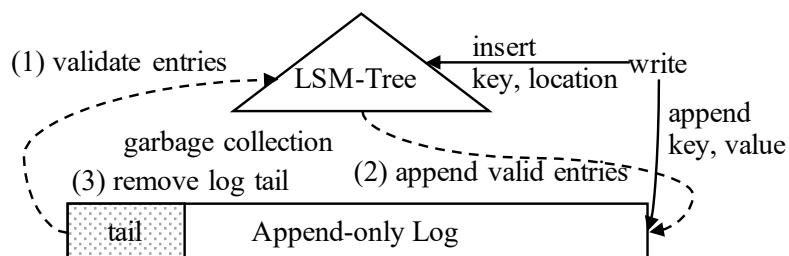 insert
(1) validate entries
LSM-Tree
key, location
write
append
key, value
garbage collection
(2) append valid entries
(3) remove log tail
tail
Append-only Log